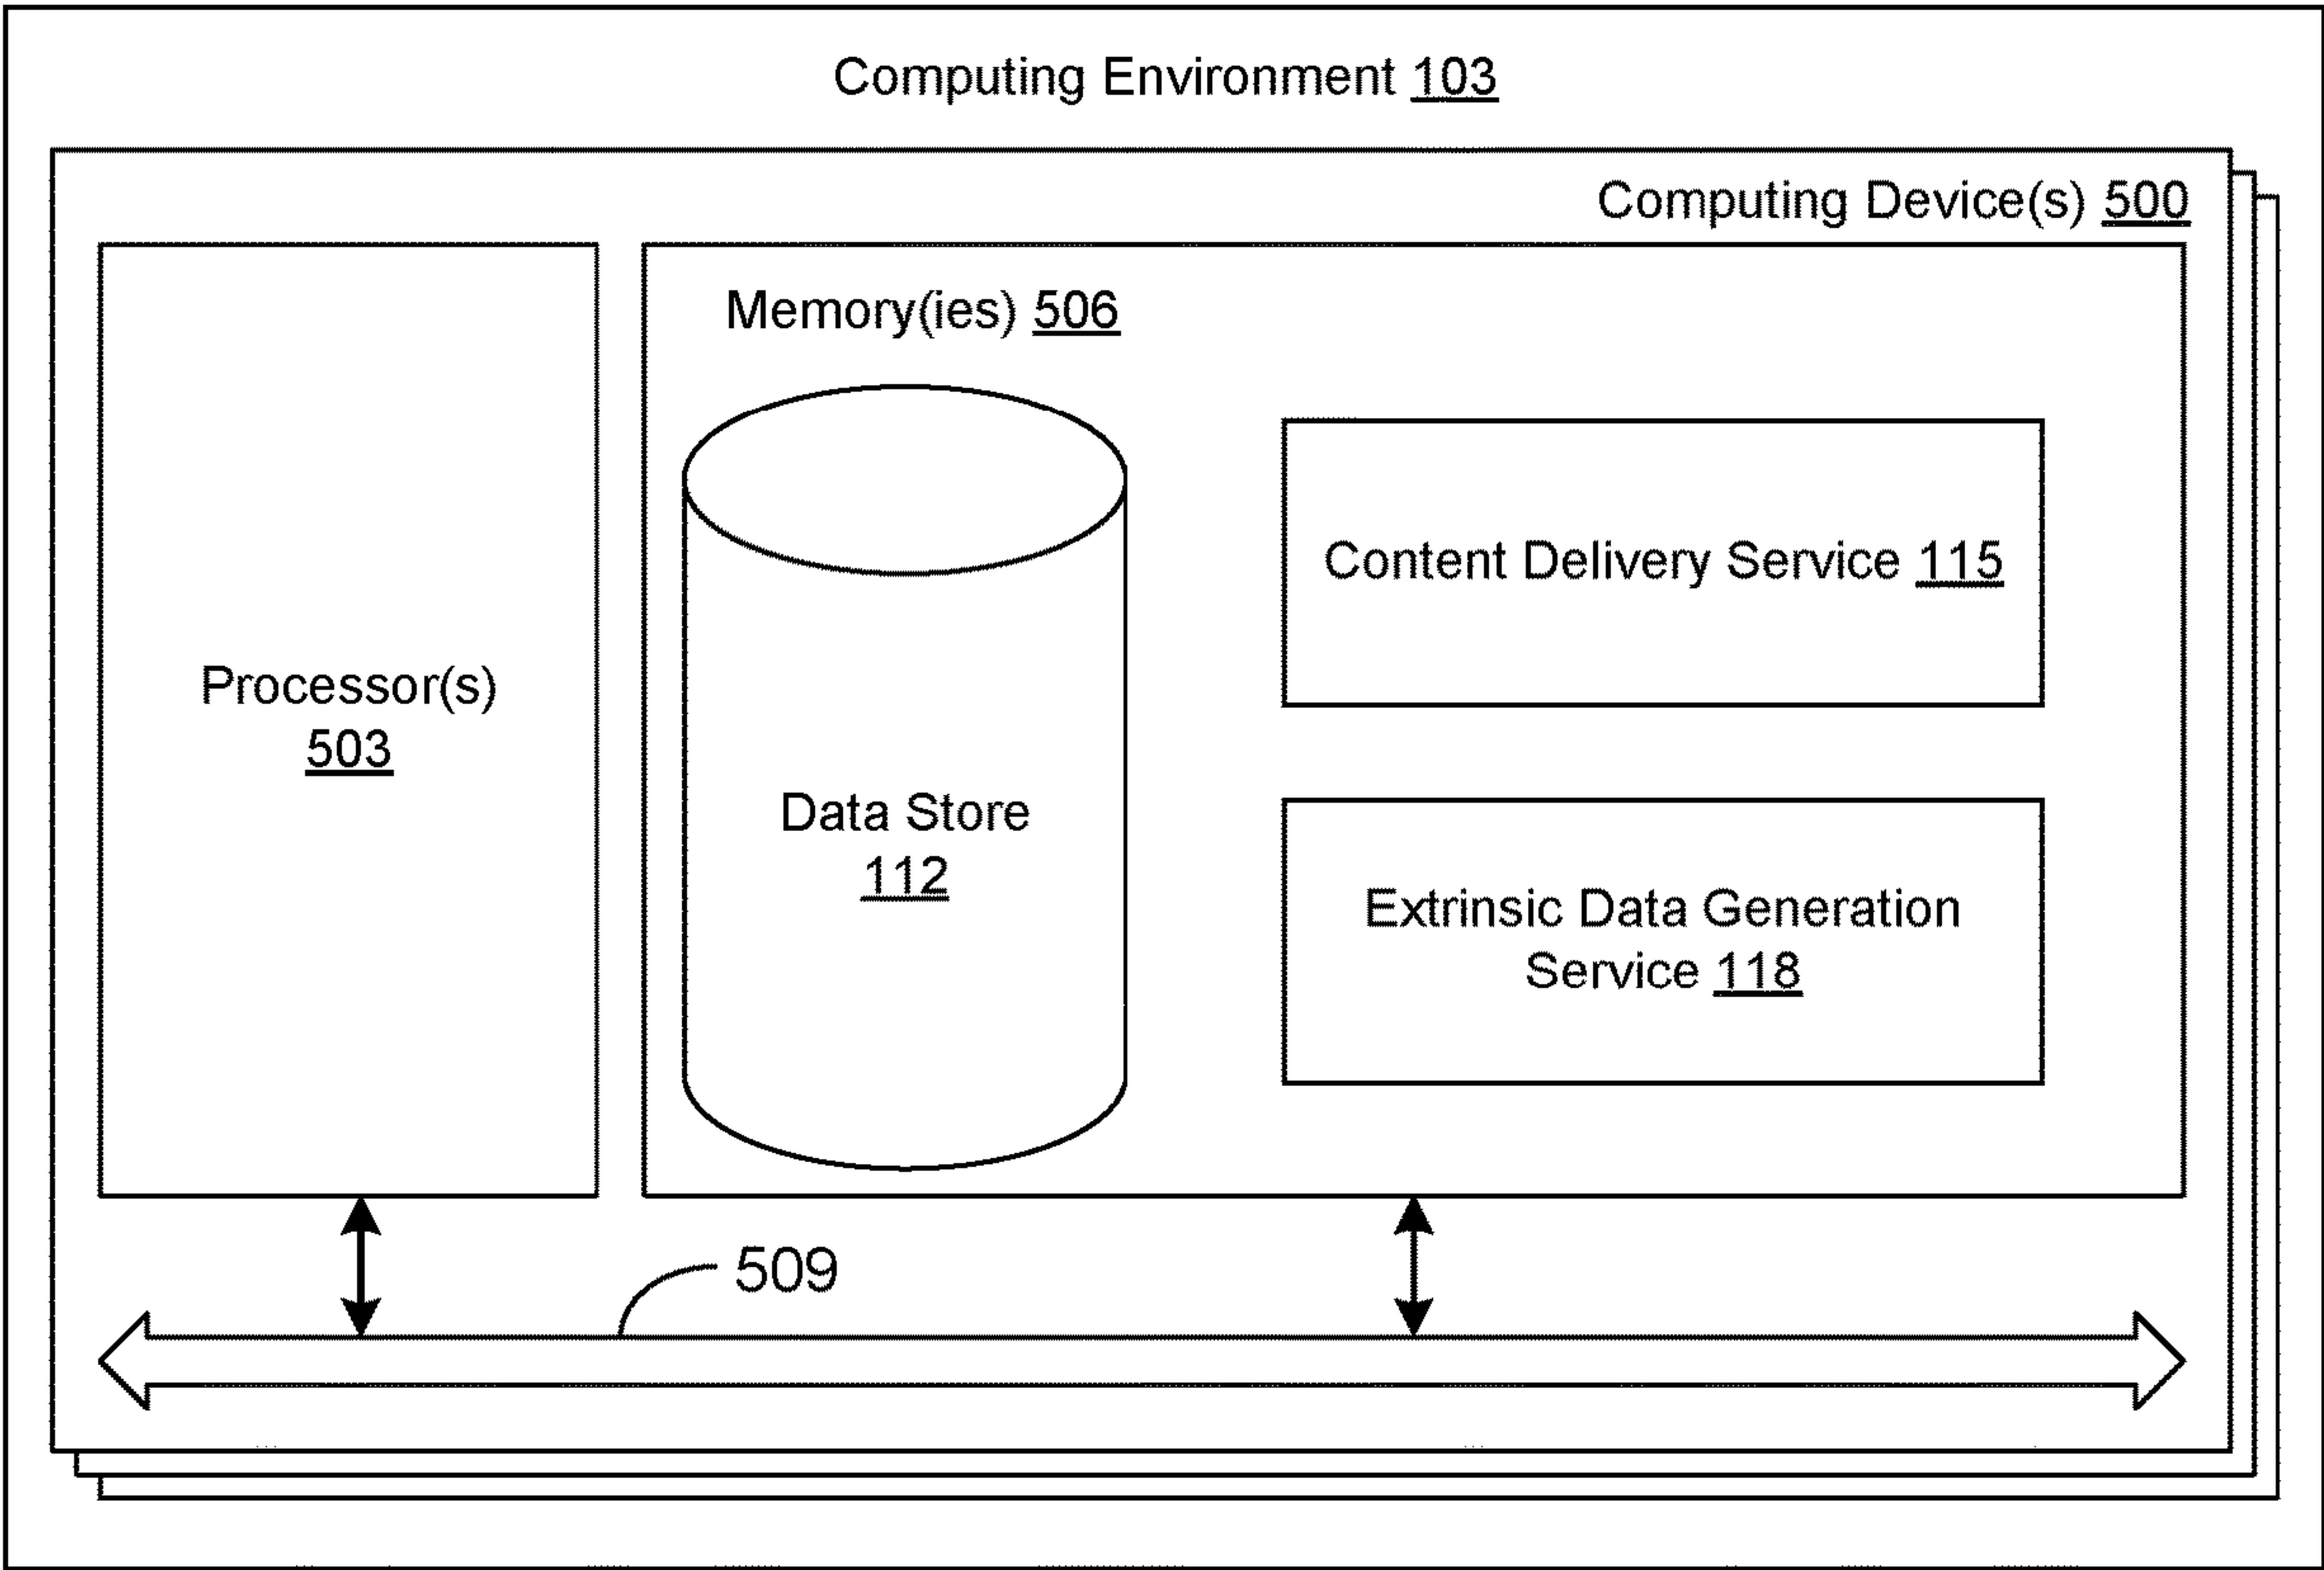 Computing Environment 103
Computing Device(s) 500
Memory(ies) 506
Content Delivery Service 115
Processor(s)
503
Data Store
112
Extrinsic Data Generation
Service 118
509